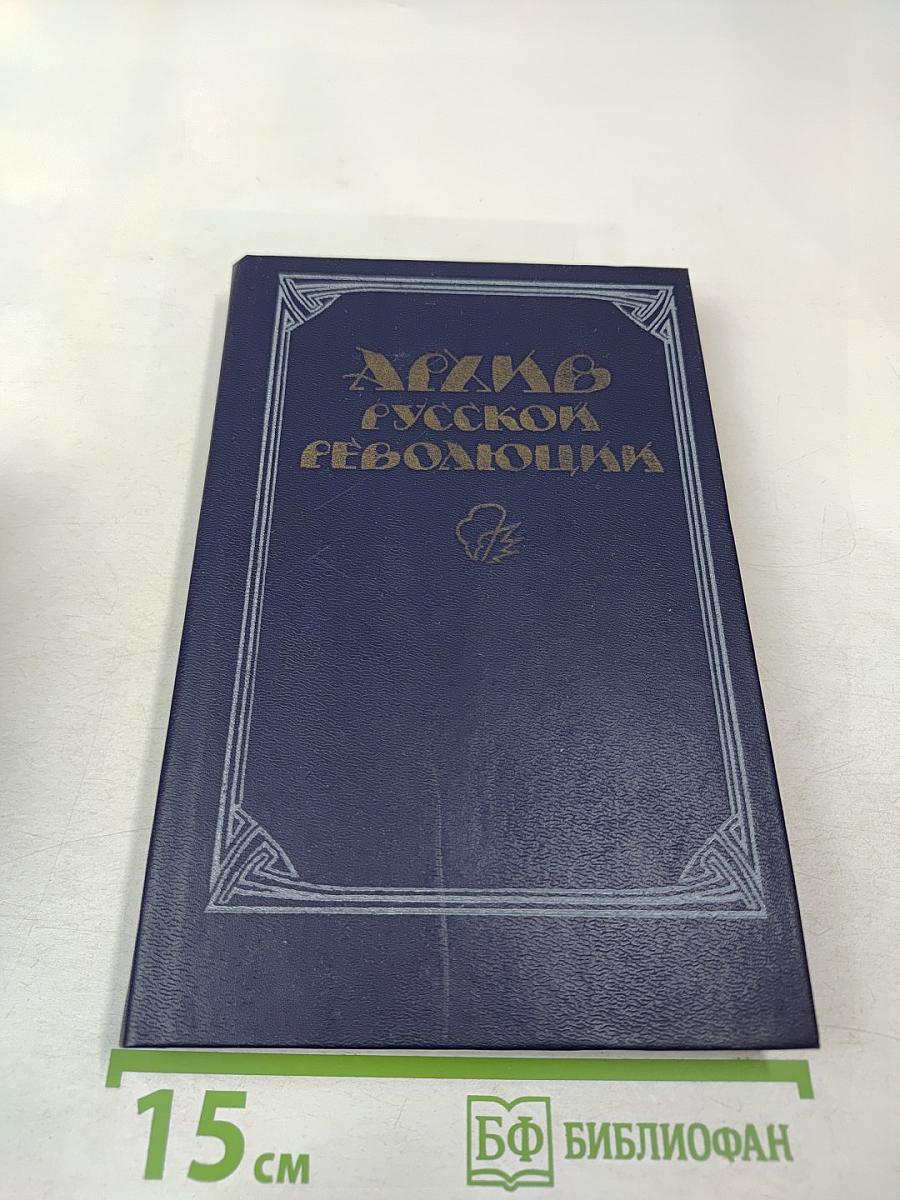 АРХИВ
РУССКОЙ
РЕВОЛЮЦИИ
15 см
БФ БИБЛИОФАН